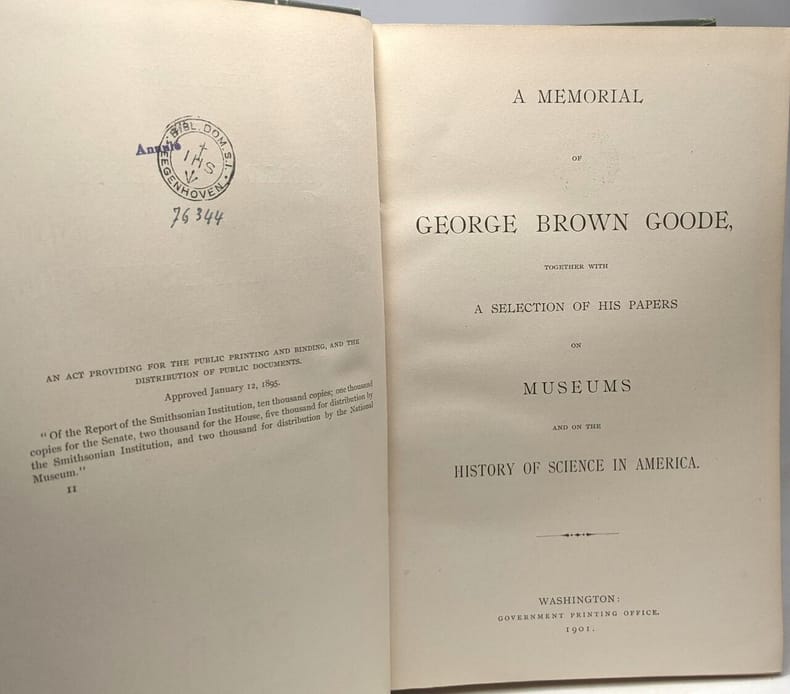 Annulé
BIBL. DOM. S.I.
EEGENHOVEN
IHS
76344
AN ACT PROVIDING FOR THE PUBLIC PRINTING AND BINDING, AND THE
DISTRIBUTION OF PUBLIC DOCUMENTS.
Approved January 12, 1895.
"Of the Report of the Smithsonian Institution, ten thousand copies; one thousand
copies for the Senate, two thousand for the House, five thousand for distribution by
the Smithsonian Institution, and two thousand for distribution by the National
Museum."
II
A MEMORIAL
OF
GEORGE BROWN GOODE,
TOGETHER WITH
A SELECTION OF HIS PAPERS
ON
MUSEUMS
AND ON THE
HISTORY OF SCIENCE IN AMERICA.
WASHINGTON:
GOVERNMENT PRINTING OFFICE.
1901.